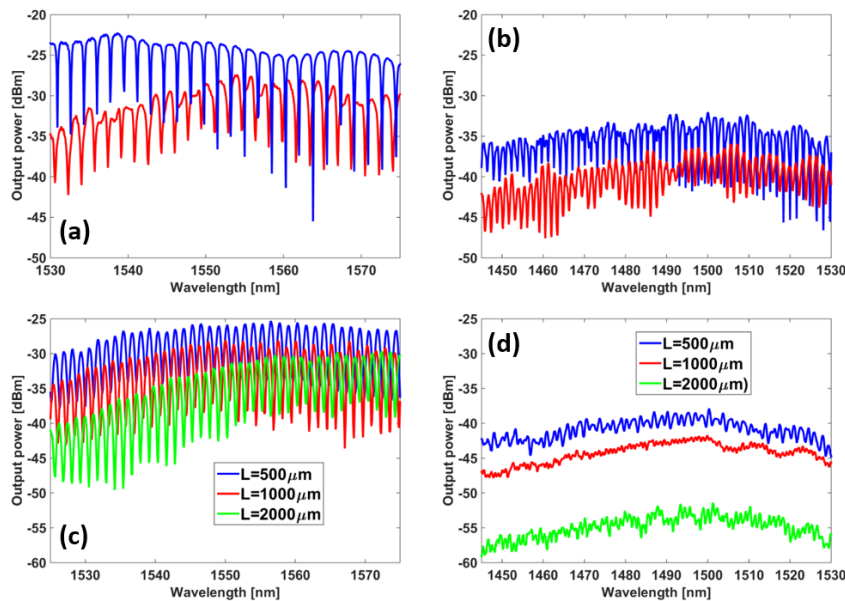 -20
-25
-30
-35
-40
-45
-50
Output power [dBm]
(a)
1530 1540 1550 1560 1570
Wavelength [nm]
-20
-25
-30
-35
-40
-45
-50
Output power [dBm]
(b)
1450 1460 1470 1480 1490 1500 1510 1520 1530
Wavelength [nm]
-25
-30
-35
-40
-45
-50
-55
-60
Output power [dBm]
L=500μm
L=1000μm
L=2000μm
(c)
1530 1540 1550 1560 1570
Wavelength [nm]
-25
-30
-35
-40
-45
-50
-55
-60
Output power [dBm]
(d)
L=500μm
L=1000μm
L=2000μm)
1450 1460 1470 1480 1490 1500 1510 1520 1530
Wavelength [nm]